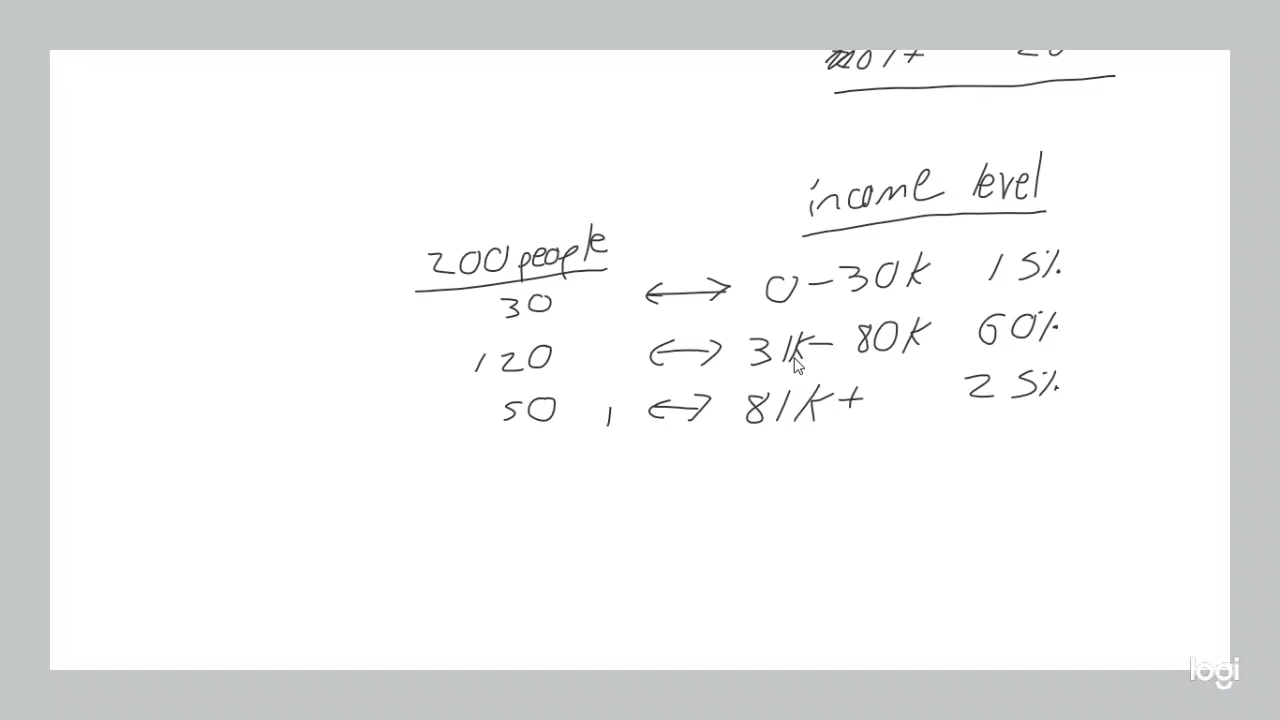 income level
200 people
30 ⟷ 0 - 30K 15%
120 ⟷ 31K - 80K 60%
50 , ⟷ 81K+ 25%
logi